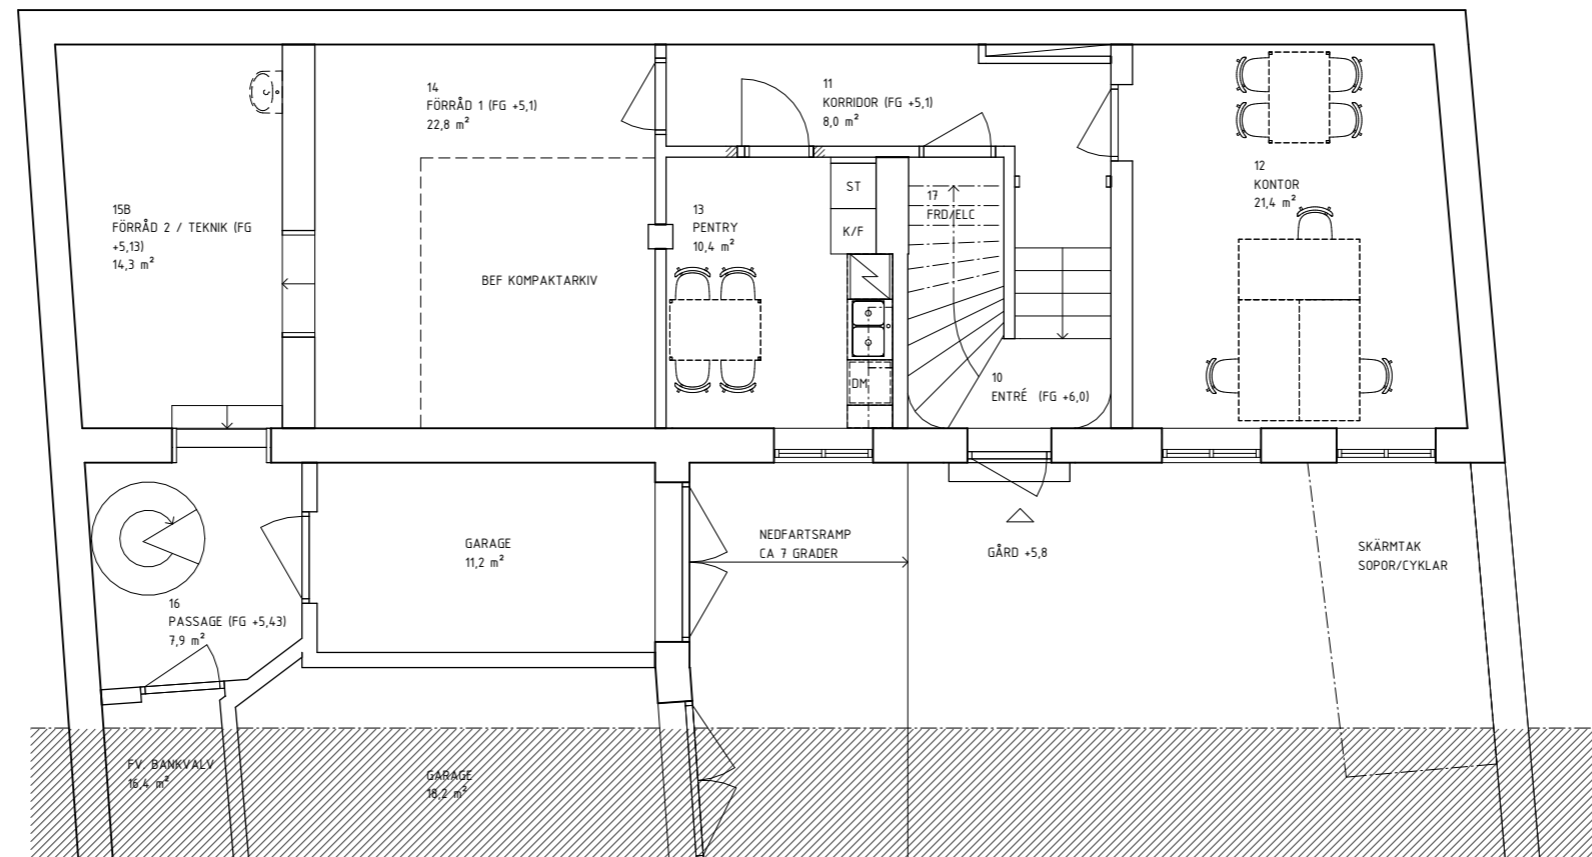 14
FÖRRÅD 1 (FG +5,1)
22,8 m²
11
KORRIDOR (FG +5,1)
8,0 m²
12
KONTOR
21,4 m²
15B
FÖRRÅD 2 / TEKNIK (FG
+5,13)
14,3 m²
13
PENTRY
10,4 m²
ST
K/F
17
FRD/ELC
BEF KOMPAKTARKIV
DM
10
ENTRÉ (FG +6,0)
GARAGE
11,2 m²
NEDFARTSRAMP
CA 7 GRADER
GÅRD +5,8
SKÄRMTAK
SOPOR/CYKLAR
16
PASSAGE (FG +5,43)
7,9 m²
FV. BANKVALV
16,4 m²
GARAGE
18,2 m²